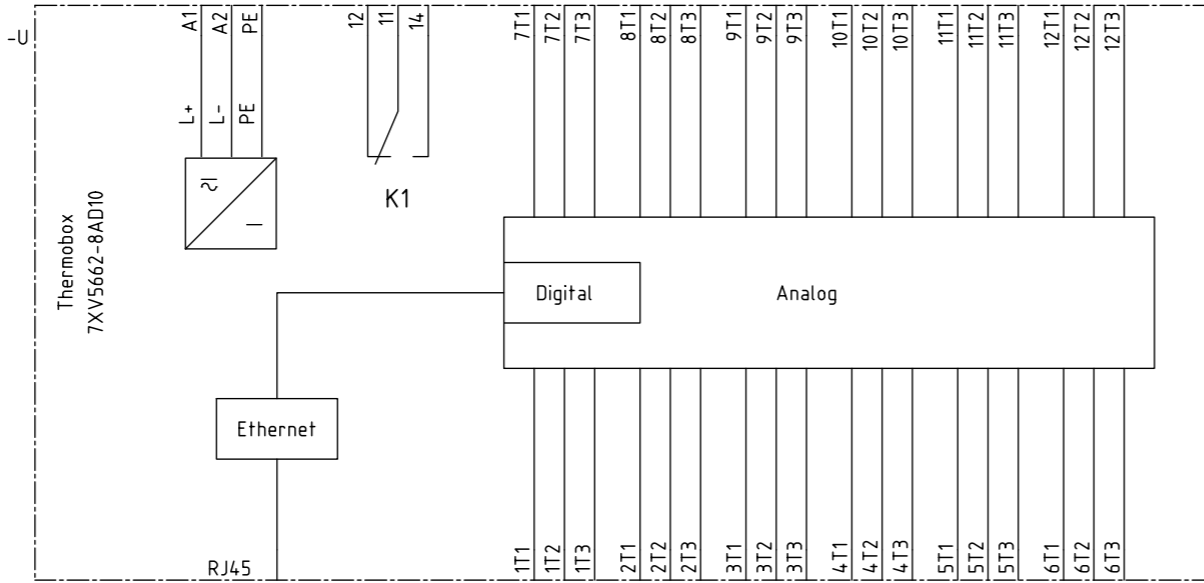 -U
A1
A2
PE
12
11
14
7T1
7T2
7T3
8T1
8T2
8T3
9T1
9T2
9T3
10T1
10T2
10T3
11T1
11T2
11T3
12T1
12T2
12T3
L+
L-
PE
K1
Thermobox
7XV5662-8AD10
Digital
Analog
Ethernet
RJ45
1T1
1T2
1T3
2T1
2T2
2T3
3T1
3T2
3T3
4T1
4T2
4T3
5T1
5T2
5T3
6T1
6T2
6T3